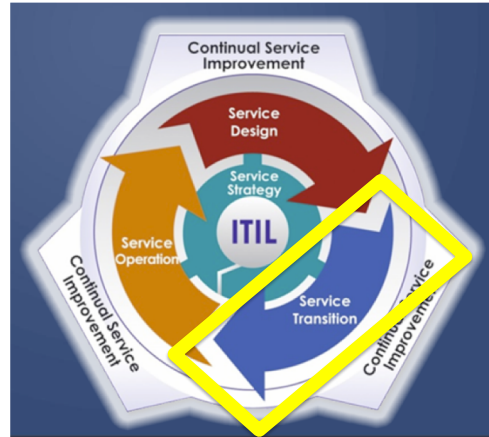 Continual Service
Improvement
Service
Design
Service
Strategy
ITIL
Service
Operation
Service
Transition
Continual Service
Improvement
Continual Service
Improvement